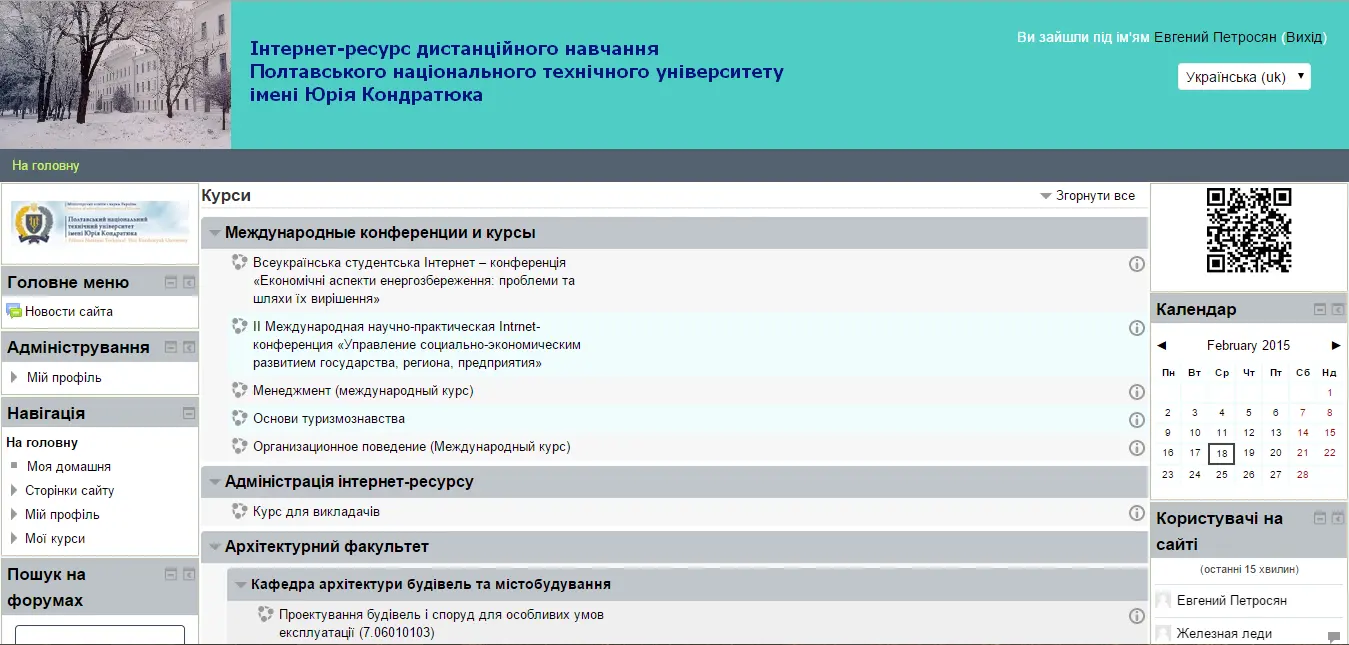 Інтернет-ресурс дистанційного навчання
Полтавського національного технічного університету
імені Юрія Кондратюка
Ви зайшли під ім'ям Евгений Петросян (Вихід)
Українська (uk)
На головну
Полтавський національний
технічний університет
імені Юрія Кондратюка
Головне меню
Новости сайта
Адміністрування
Мій профіль
Навігація
На головну
Моя домашня
Сторінки сайту
Мій профіль
Мої курси
Пошук на
форумах
Курси
Згорнути все
Международные конференции и курсы
Всеукраїнська студентська Інтернет – конференція
«Економічні аспекти енергозбереження: проблеми та
шляхи їх вирішення»
II Международная научно-практическая Intrnet-
конференция «Управление социально-экономическим
развитием государства, региона, предприятия»
Менеджмент (международный курс)
Основи туризмознавства
Организационное поведение (Международный курс)
Адміністрація інтернет-ресурсу
Курс для викладачів
Архітектурний факультет
Кафедра архітектури будівель та містобудування
Проектування будівель і споруд для особливих умов
експлуатації (7.06010103)
Календар
February 2015
Пн Вт Ср Чт Пт Сб Нд
1
2 3 4 5 6 7 8
9 10 11 12 13 14 15
16 17 18 19 20 21 22
23 24 25 26 27 28
Користувачі на
сайті
(останні 15 хвилин)
Евгений Петросян
Железная леди